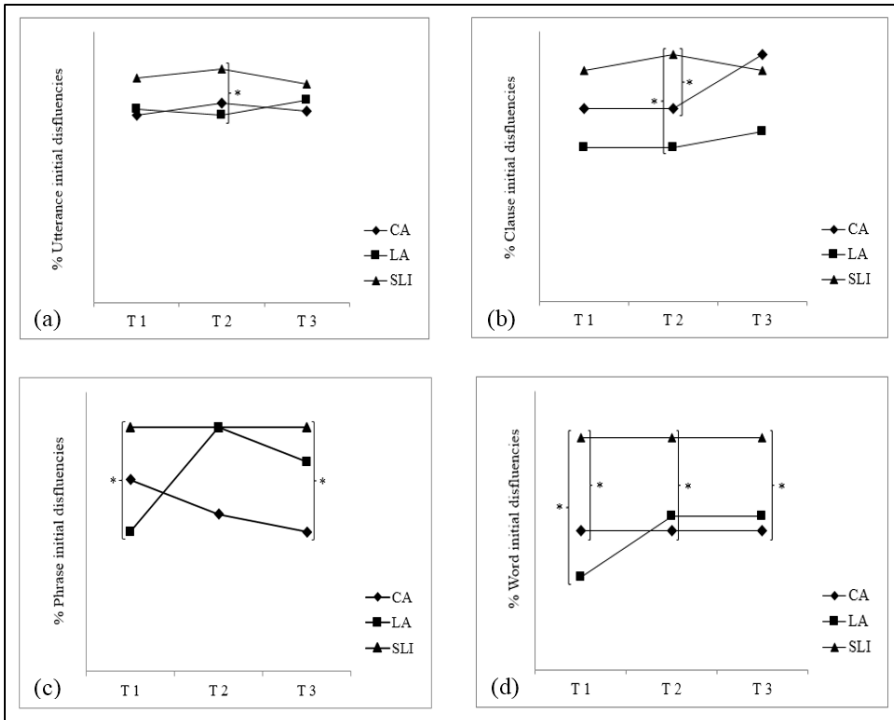 % Utterance initial disfluencies
*
CA
LA
SLI
(a)
T 1
T 2
T 3
% Clause initial disfluencies
*
*
CA
LA
SLI
(b)
T 1
T 2
T 3
% Phrase initial disfluencies
*
*
CA
LA
SLI
(c)
T 1
T 2
T 3
% Word initial disfluencies
*
*
*
*
CA
LA
SLI
(d)
T 1
T 2
T 3